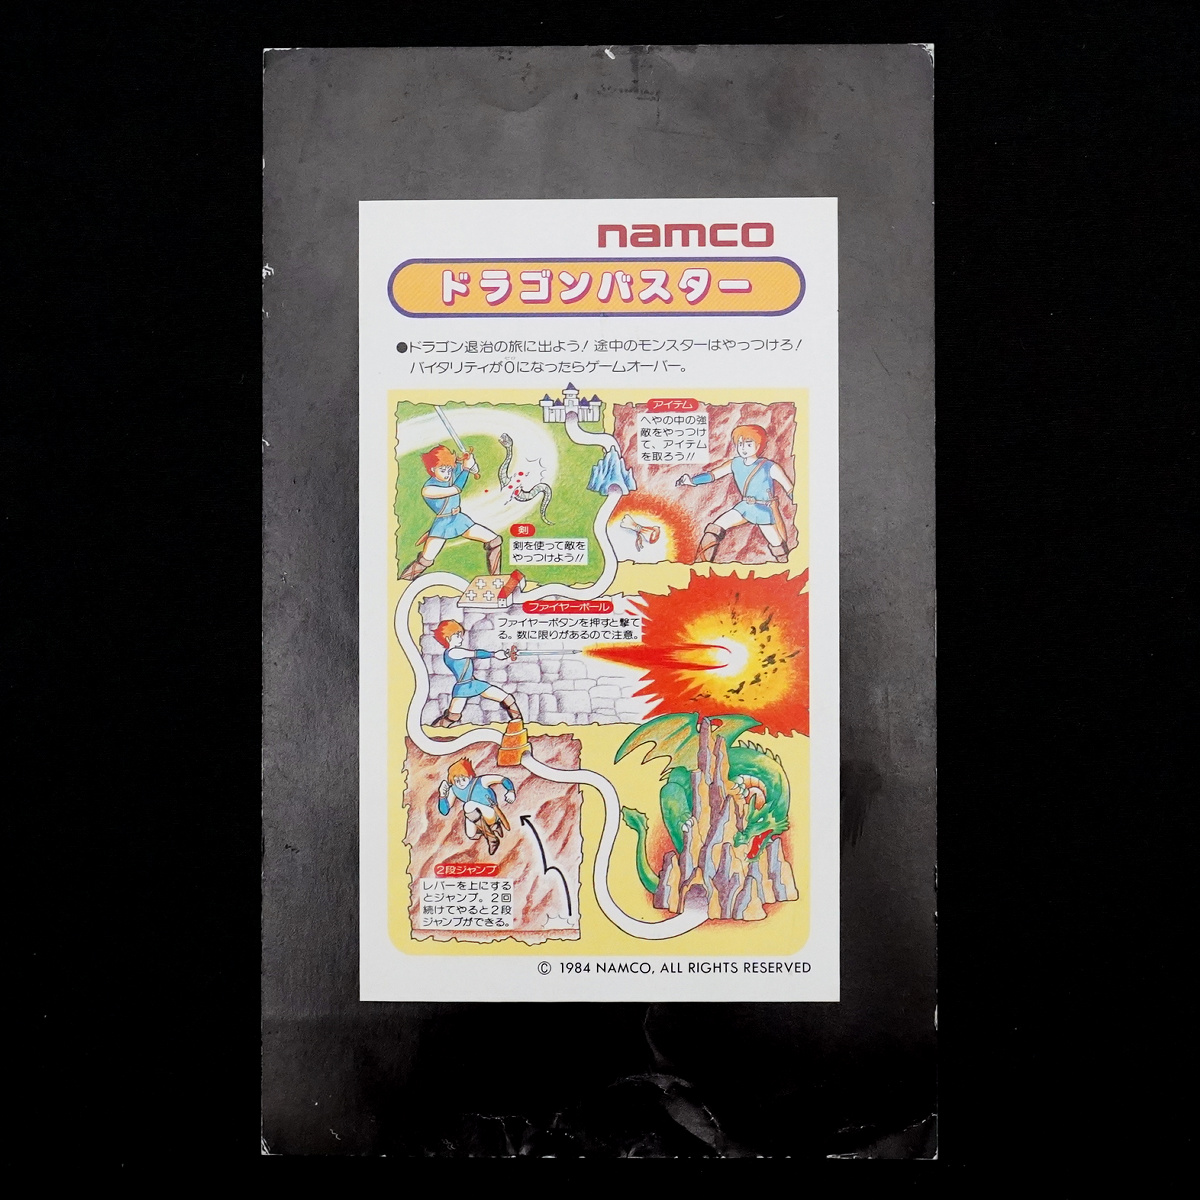 namco
ドラゴンバスター
●ドラゴン退治の旅に出よう！途中のモンスターはやっつけろ！
バイタリティが0になったらゲームオーバー。
アイテム
へやの中の強
敵をやっつけ
て、アイテム
を取ろう!!
剣
剣を使って敵を
やっつけよう!!
ファイヤーボール
ファイヤーボタンを押すと撃て
る。数に限りがあるので注意。
2段ジャンプ
レバーを上にする
とジャンプ。2回
続けてやると2段
ジャンプができる。
© 1984 NAMCO, ALL RIGHTS RESERVED